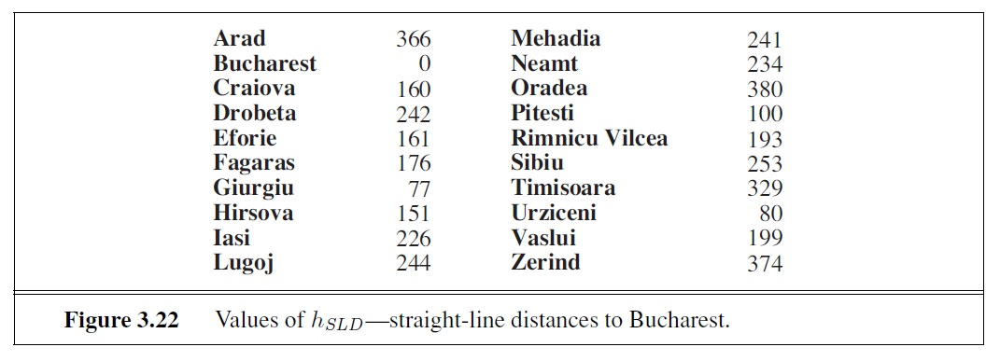 Arad 366 Mehadia 241
Bucharest 0 Neamt 234
Craiova 160 Oradea 380
Drobeta 242 Pitesti 100
Eforie 161 Rimnicu Vilcea 193
Fagaras 176 Sibiu 253
Giurgiu 77 Timisoara 329
Hirsova 151 Urziceni 80
Iasi 226 Vaslui 199
Lugoj 244 Zerind 374
Figure 3.22 Values of hSLD—straight-line distances to Bucharest.